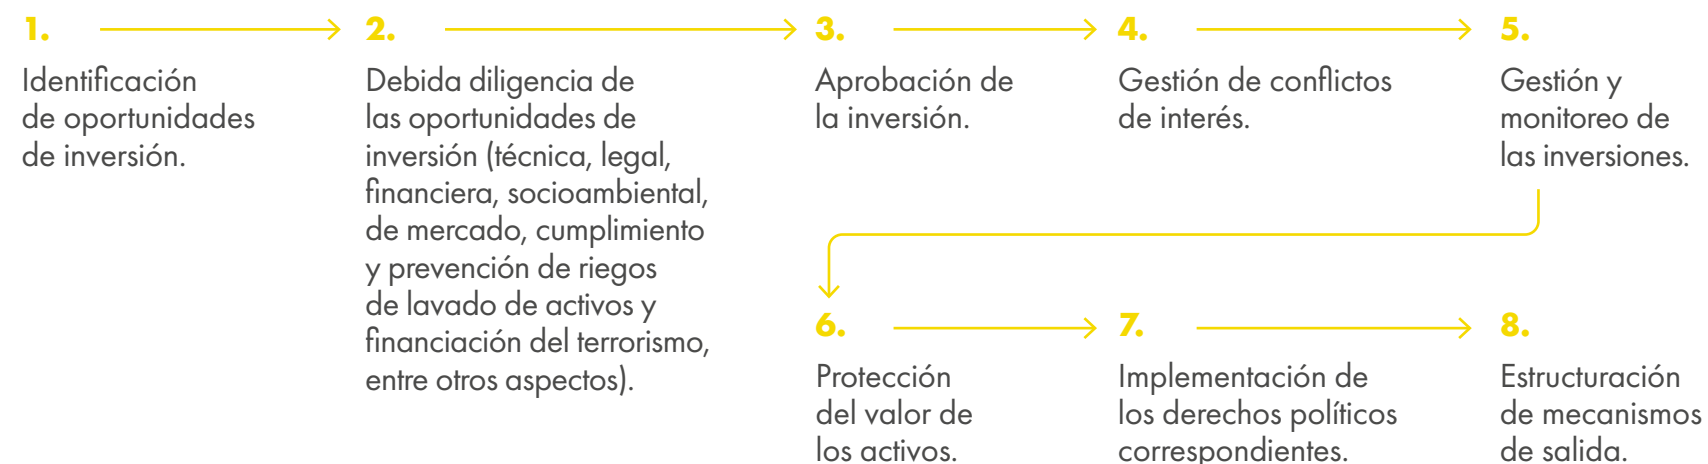 1.
Identificación
de oportunidades
de inversión.
2.
Debida diligencia de
las oportunidades de
inversión (técnica, legal,
financiera, socioambiental,
de mercado, cumplimiento
y prevención de riegos
de lavado de activos y
financiación del terrorismo,
entre otros aspectos).
3.
Aprobación de
la inversión.
4.
Gestión de conflictos
de interés.
5.
Gestión y
monitoreo de
las inversiones.
6.
Protección
del valor de
los activos.
7.
Implementación de
los derechos políticos
correspondientes.
8.
Estructuración
de mecanismos
de salida.